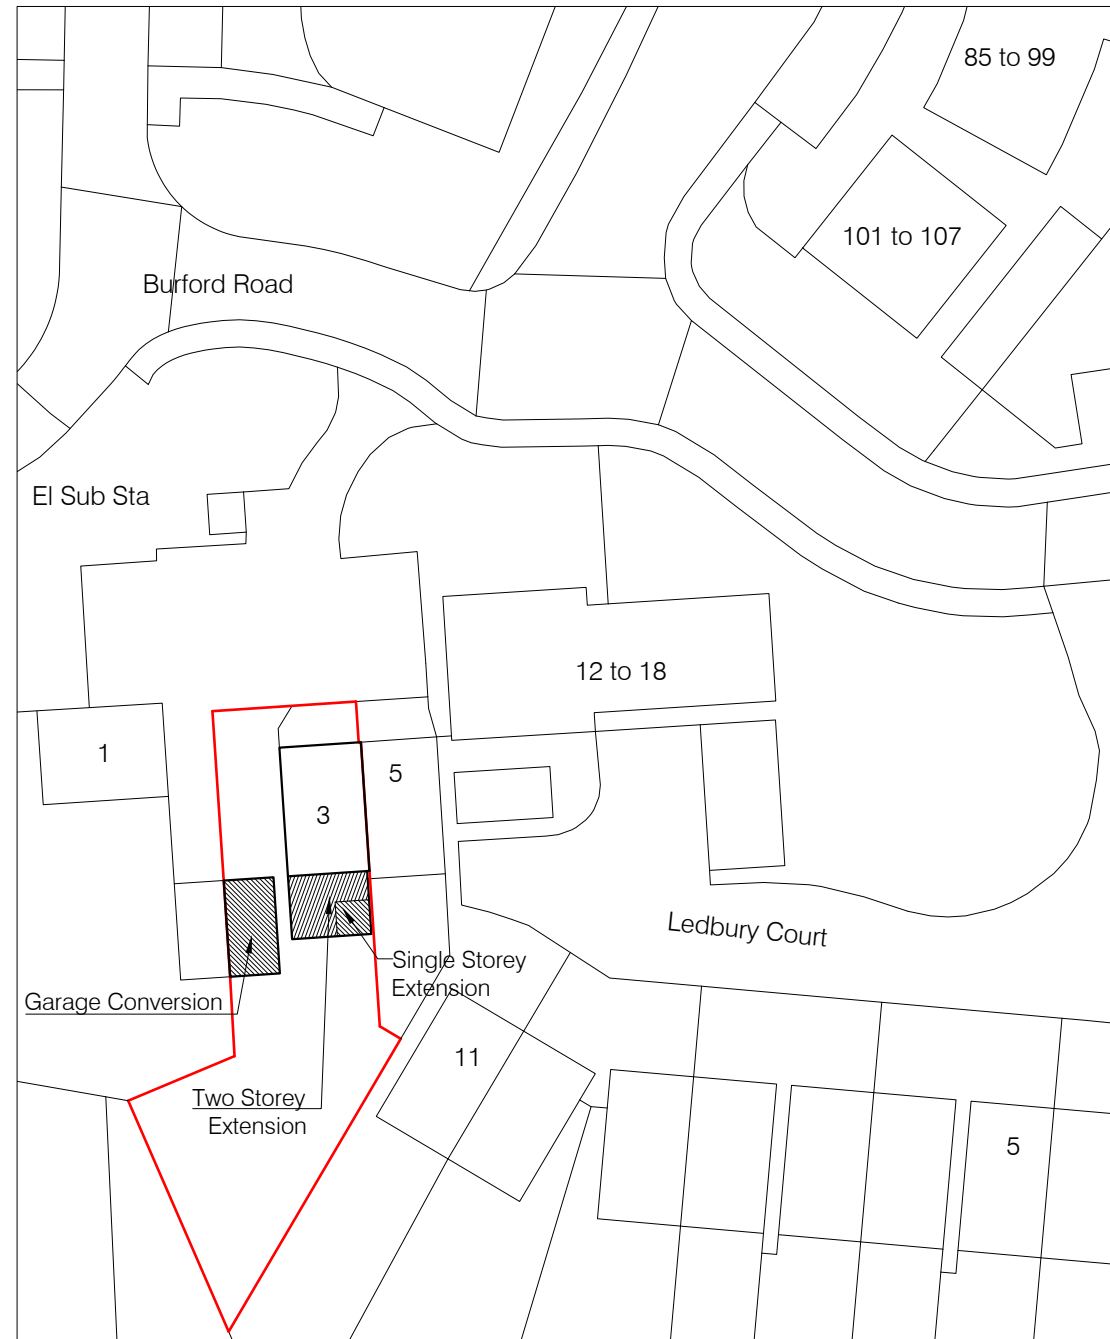 85 to 99
101 to 107
Burford Road
El Sub Sta
12 to 18
1
5
3
Ledbury Court
Single Storey
Extension
Garage Conversion
11
Two Storey
Extension
5